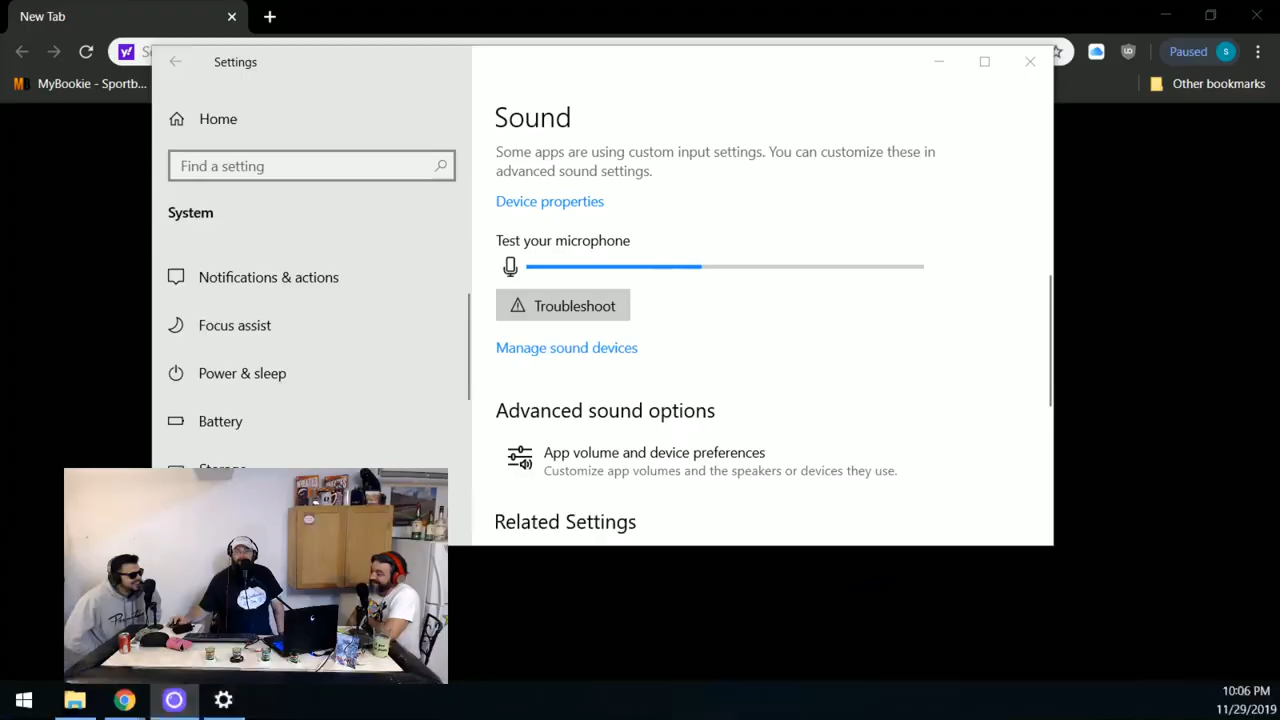 New Tab
Paused
S
MyBookie - Sportb...
Other bookmarks
Settings
Home
Find a setting
System
Notifications & actions
Focus assist
Power & sleep
Battery
Storage
Sound
Some apps are using custom input settings. You can customize these in
advanced sound settings.
Device properties
Test your microphone
Troubleshoot
Manage sound devices
Advanced sound options
App volume and device preferences
Customize app volumes and the speakers or devices they use.
Related Settings
10:06 PM
11/29/2019